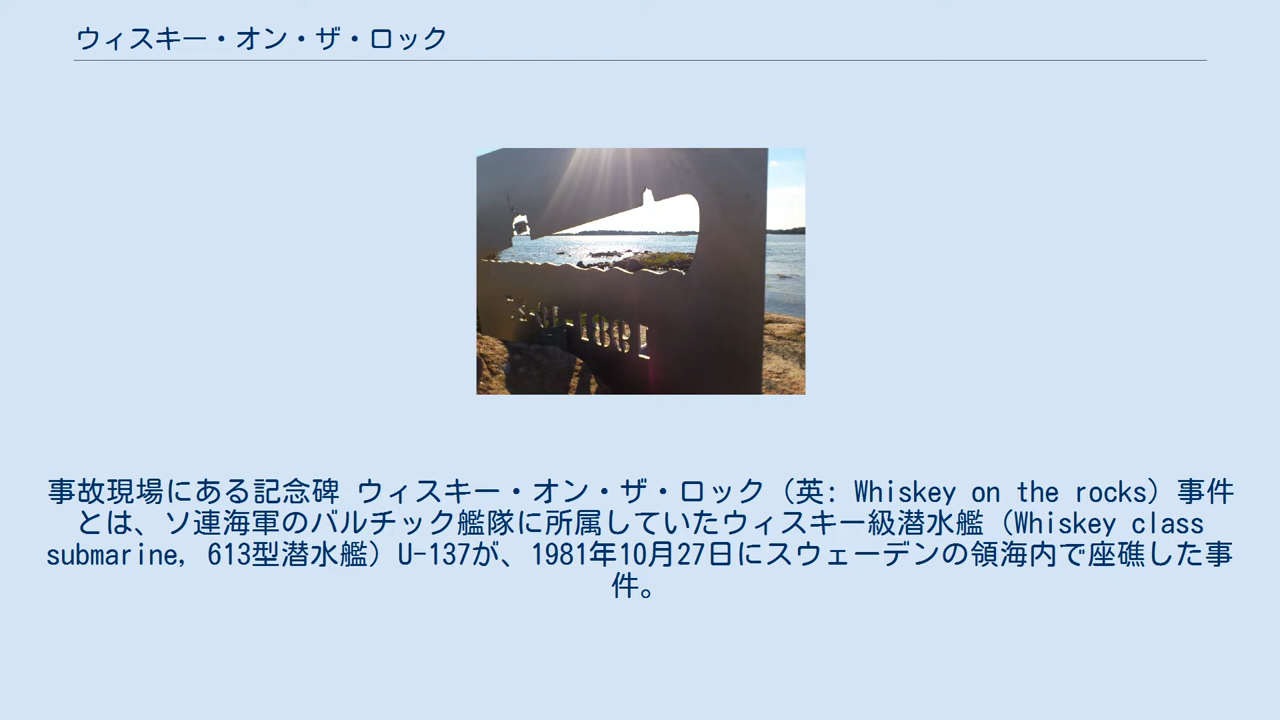 ウィスキー・オン・ザ・ロック
1981
事故現場にある記念碑 ウィスキー・オン・ザ・ロック（英: Whiskey on the rocks）事件
とは、ソ連海軍のバルチック艦隊に所属していたウィスキー級潜水艦（Whiskey class
submarine, 613型潜水艦）U-137が、1981年10月27日にスウェーデンの領海内で座礁した事
件。